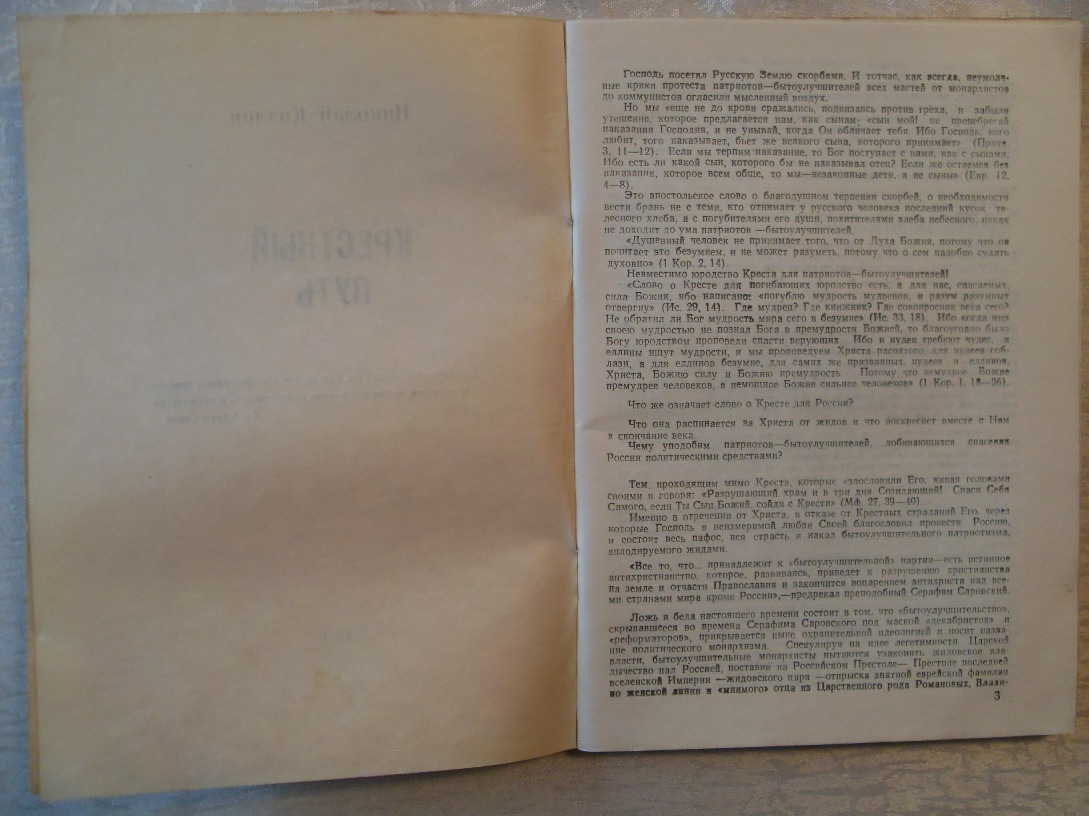 Николай Козлов
КРЕСТНЫЙ
ПУТЬ
Господь посетил Русскую Землю скорбями. И тотчас, как всегда, неумолч-
ные крики протеста патриотов—бытоулучшителей всех мастей от монархистов
до коммунистов огласили мысленный воздух.
Но мы «еще не до крови сражались, подвизаясь против греха, и забыли
утешение, которое предлагается нам, как сынам: «сын мой! не пренебрегай
наказания Господня, и не унывай, когда Он обличает тебя. Ибо Господь, кого
любит, того наказывает, бьет же всякого сына, которого принимает» (Притч.
3, 11—12). Если мы терпим наказание, то Бог поступает с нами, как с сынами.
Ибо есть ли какой сын, которого бы не наказывал отец? Если же остаемся без
наказания, которое всем обще, то мы—незаконные дети, а не сыны» (Евр. 12,
4—8).
Это апостольское слово о благодушном терпении скорбей, о необходимости
вести брань не с теми, кто отнимает у русского человека последний кусок те-
лесного хлеба, а с погубителями его души, похитителями хлеба небесного, никак
не доходит до ума патриотов —бытоулучшителей.
«Душевный человек не принимает того, что от Духа Божия, потому что он
почитает это безумием, и не может разуметь, потому что о сем надобно судить
духовно» (1 Кор. 2, 14).
Невместимо юродство Креста для патриотов—бытоулучшителей!
«Слово о Кресте для погибающих юродство есть, а для нас, спасаемых,
сила Божия, ибо написано: «погублю мудрость мудрецов, и разум разумных
отвергну» (Ис. 29, 14). Где мудрец? Где книжник? Где совопросник века сего?
Не обратил ли Бог мудрость мира сего в безумие» (Ис. 33, 18). Ибо когда мир
своею мудростью не познал Бога в премудрости Божией, то благоугодно было
Богу юродством проповеди спасти верующих. Ибо и иудеи требуют чудес, и
еллины ищут мудрости, и мы проповедуем Христа распятого, для иудеев соб-
лазн, а для еллинов безумие, для самих же призванных, иудеев и еллинов,
Христа, Божию силу и Божию премудрость. Потому что немудрое Божие
премудрее человеков, а немощное Божие сильнее человеков» (1 Кор. 1, 18—26).
Что же означает слово о Кресте для России?
Что она распинается за Христа от жидов и что воскреснет вместе с Ним
в скончание века.
Чему уподобим патриотов—бытоулучшителей, добивающихся спасения
России политическими средствами?
Тем, проходящим мимо Креста, которые «злословили Его, кивая головами
своими и говоря: «Разрушающий храм и в три дня Созидающий! Спаси Себя
Самого, если Ты Сын Божий, сойди с Креста» (Мф. 27, 39—40).
Именно в отречении от Христа, в отказе от Крестных страданий Его, через
которые Господь в неизмеримой любви Своей благословил провести Россию,
и состоит весь пафос, вся страсть и накал бытоулучшительного патриотизма,
аплодируемого жидами.
«Все то, что... принадлежит к «бытоулучшительной» партии—есть истинное
антихристианство, которое, развиваясь, приведет к разрушению христианства
на земле и отчасти Православия и закончится воцарением антихриста над все-
ми странами мира кроме России»,—предрекал преподобный Серафим Саровский.
Ложь и беда настоящего времени состоит в том, что «бытоулучшительство»,
скрывавшееся во времена Серафима Саровского под маской «декабристов» и
«реформаторов», прикрывается ныне охранительной идеологией и носит назва-
ние политического монархизма. Спекулируя на идее легетимности Царской
власти, бытоулучшительные монархисты пытаются узаконить жидовское вла-
дычество над Россией, поставив на Российском Престоле— Престоле последней
вселенской Империи —жидовского царя —отпрыска знатной еврейской фамилии
по женской линии и «мнимого» отца из Царственного рода Романовых, Влади-
3